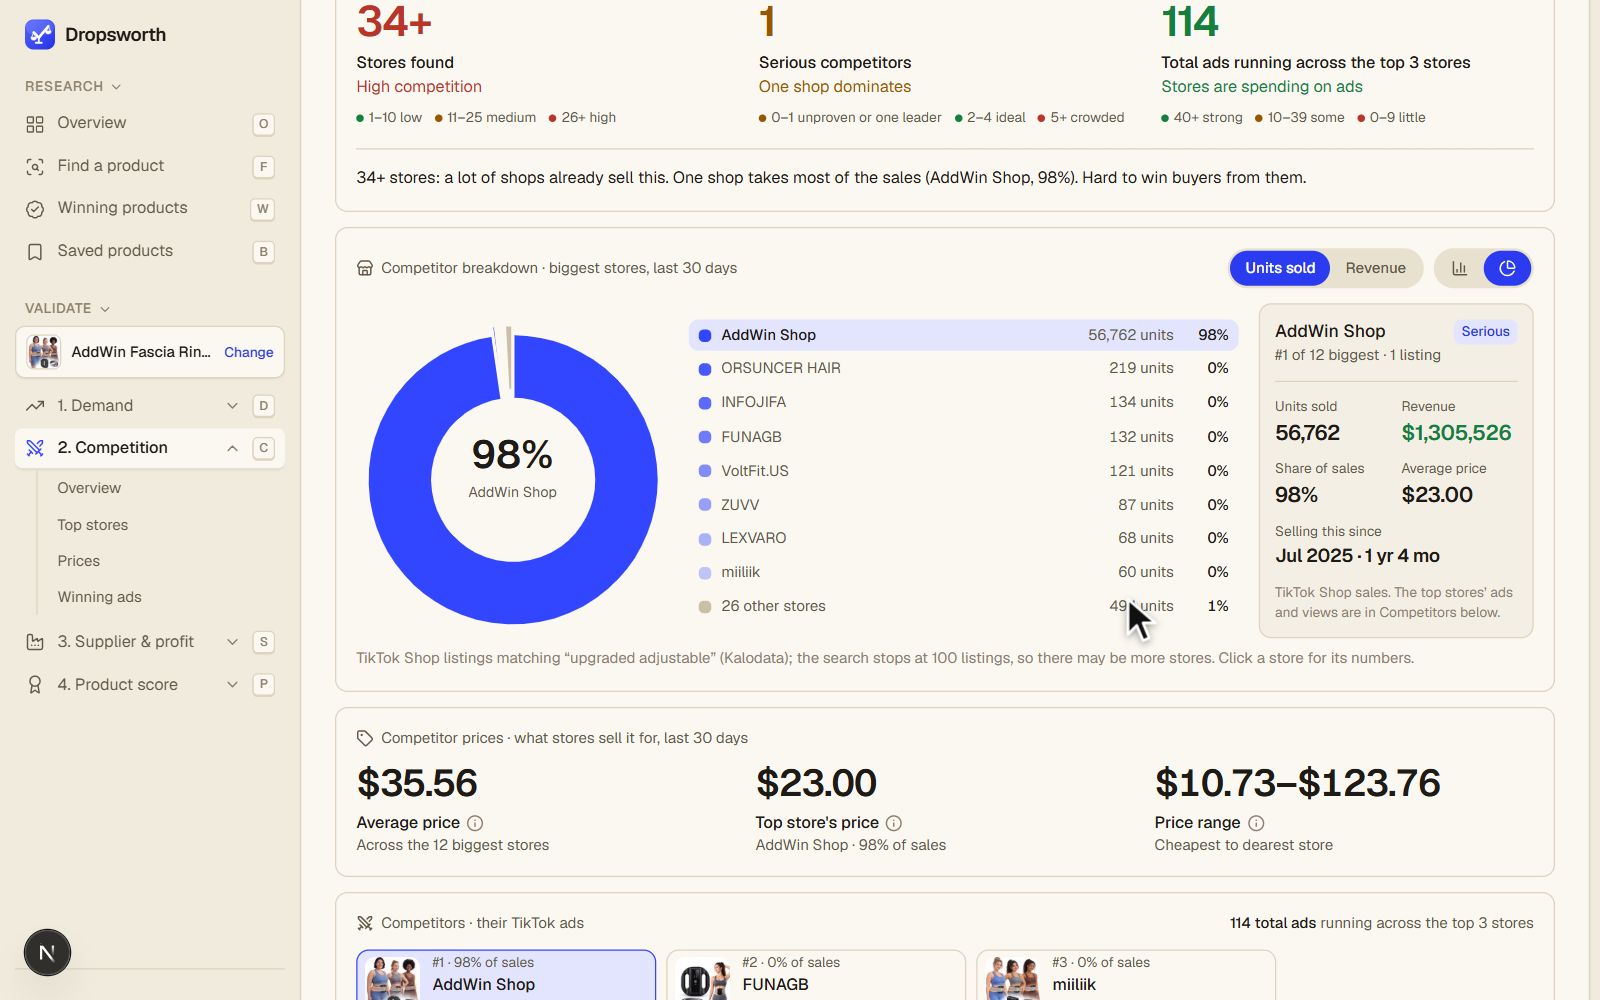 Dropsworth
RESEARCH
Overview O
Find a product F
Winning products W
Saved products B
VALIDATE
AddWin Fascia Rin... Change
1. Demand D
2. Competition C
Overview
Top stores
Prices
Winning ads
3. Supplier & profit S
4. Product score P
N
34+ 1 114
Stores found Serious competitors Total ads running across the top 3 stores
High competition One shop dominates Stores are spending on ads
1–10 low 11–25 medium 26+ high 0–1 unproven or one leader 2–4 ideal 5+ crowded 40+ strong 10–39 some 0–9 little
34+ stores: a lot of shops already sell this. One shop takes most of the sales (AddWin Shop, 98%). Hard to win buyers from them.
Competitor breakdown · biggest stores, last 30 days Units sold Revenue
98%
AddWin Shop
AddWin Shop 56,762 units 98%
ORSUNCER HAIR 219 units 0%
INFOJIFA 134 units 0%
FUNAGB 132 units 0%
VoltFit.US 121 units 0%
ZUVV 87 units 0%
LEXVARO 68 units 0%
miiliik 60 units 0%
26 other stores units 1%
AddWin Shop Serious
#1 of 12 biggest · 1 listing
Units sold Revenue
56,762 $1,305,526
Share of sales Average price
98% $23.00
Selling this since
Jul 2025 · 1 yr 4 mo
TikTok Shop sales. The top stores’ ads
and views are in Competitors below.
TikTok Shop listings matching “upgraded adjustable” (Kalodata); the search stops at 100 listings, so there may be more stores. Click a store for its numbers.
Competitor prices · what stores sell it for, last 30 days
$35.56 $23.00 $10.73–$123.76
Average price Top store's price Price range
Across the 12 biggest stores AddWin Shop · 98% of sales Cheapest to dearest store
Competitors · their TikTok ads 114 total ads running across the top 3 stores
#1 · 98% of sales #2 · 0% of sales #3 · 0% of sales
AddWin Shop FUNAGB miiliik